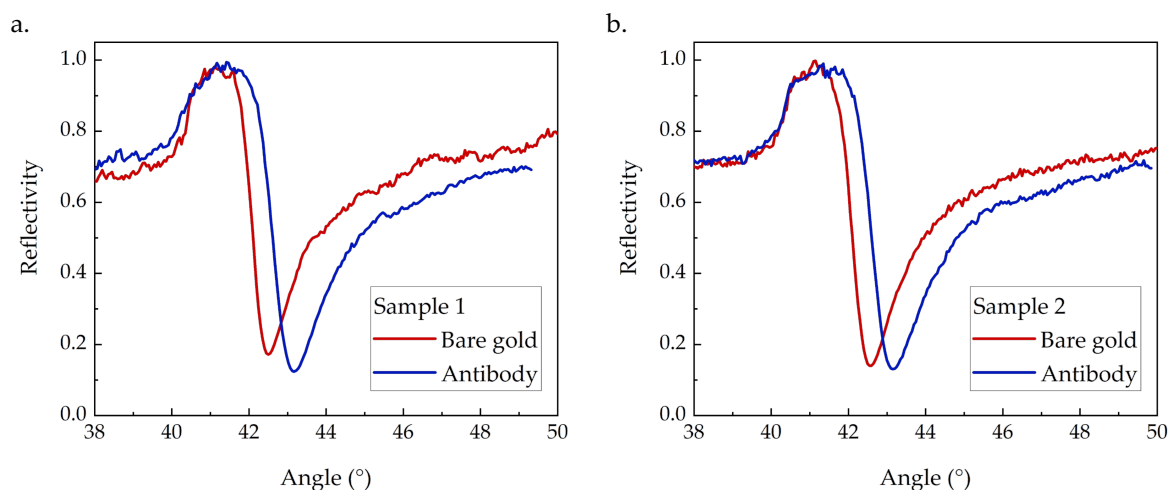 a.
1.0
0.8
0.6
0.4
0.2
0.0
Reflectivity
38 40 42 44 46 48 50
Angle (°)
Sample 1
Bare gold
Antibody
b.
1.0
0.8
0.6
0.4
0.2
0.0
Reflectivity
38 40 42 44 46 48 50
Angle (°)
Sample 2
Bare gold
Antibody